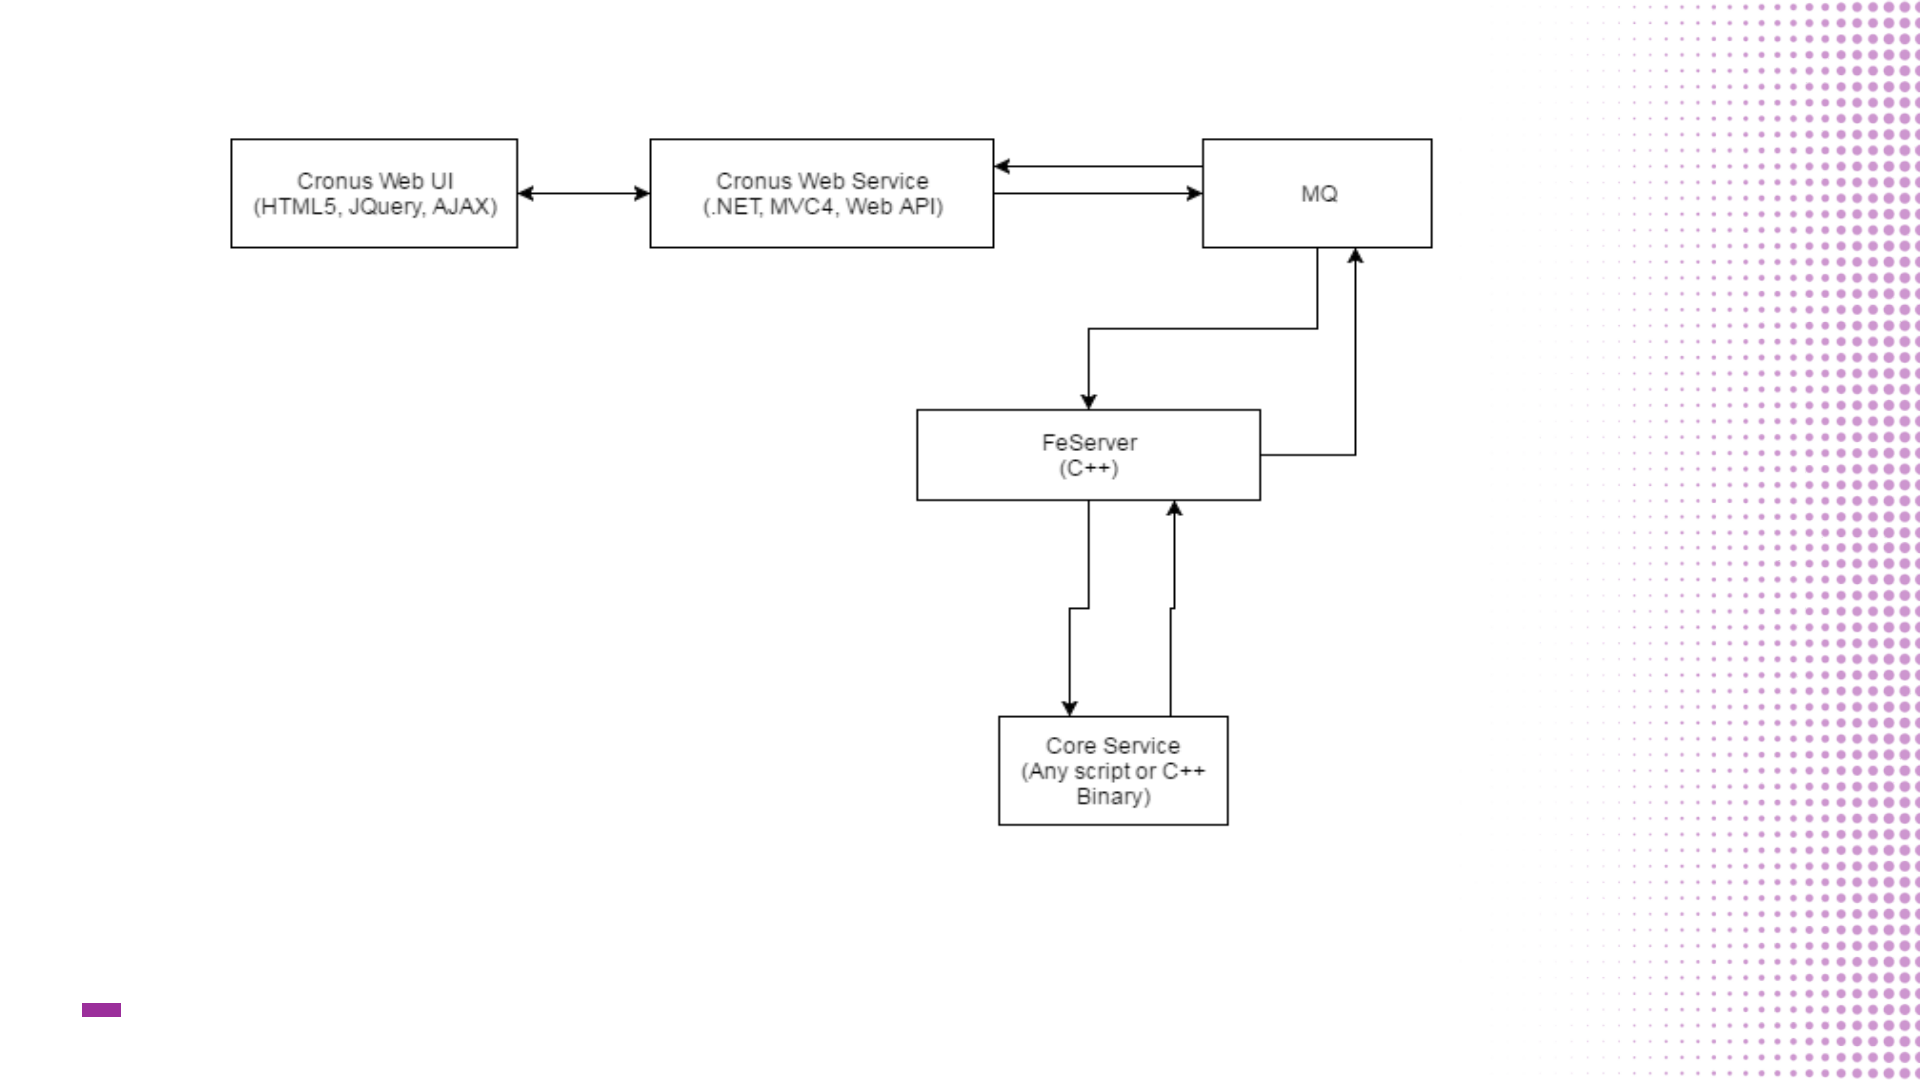 Cronus Web UI
(HTML5, JQuery, AJAX)
Cronus Web Service
(.NET, MVC4, Web API)
MQ
FeServer
(C++)
Core Service
(Any script or C++
Binary)